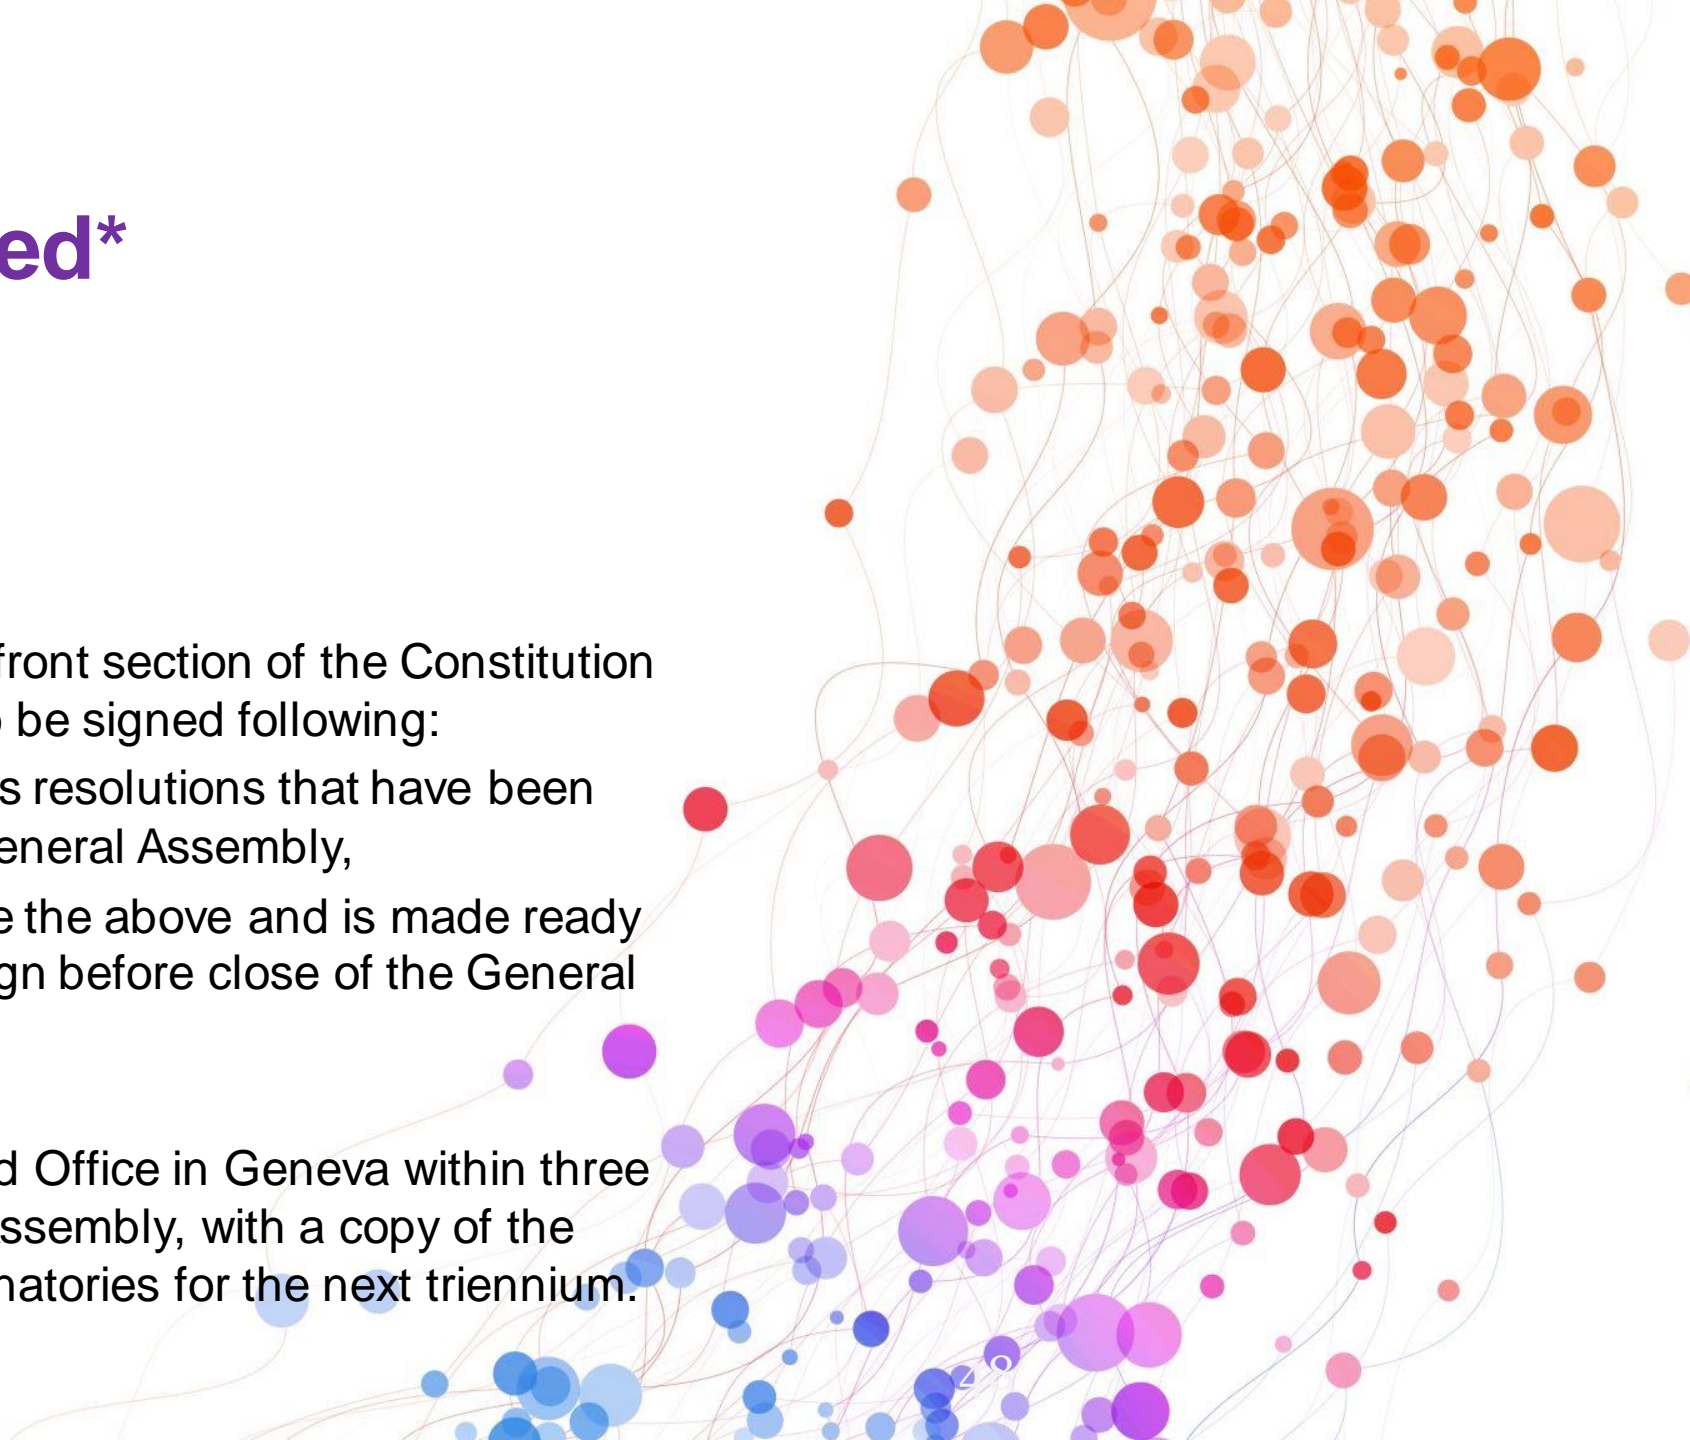 ed*
front section of the Constitution
be signed following:
s resolutions that have been
eneral Assembly,
e the above and is made ready
gn before close of the General
d Office in Geneva within three
ssembly, with a copy of the
natories for the next triennium.
28